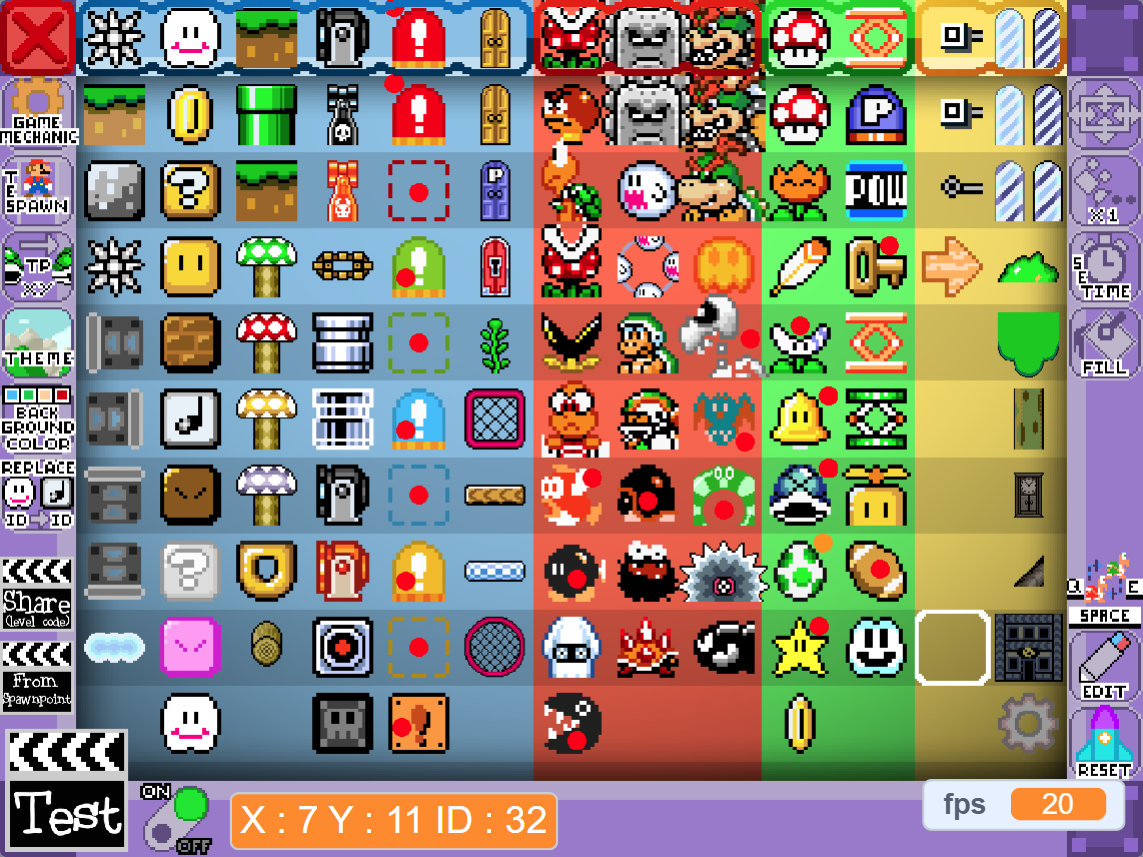 GAME
MECHANIC
TE
SPAWN
TP
XY
THEME
BACK
GROUND
COLOR
REPLACE
ID → ID
Share
(level code)
From
Spawnpoint
Test
ON
OFF
X : 7 Y : 11 ID : 32
P
?
P
POW
?
X1
SE
TIME
FILL
Q
E
SPACE
EDIT
RESET
fps
20